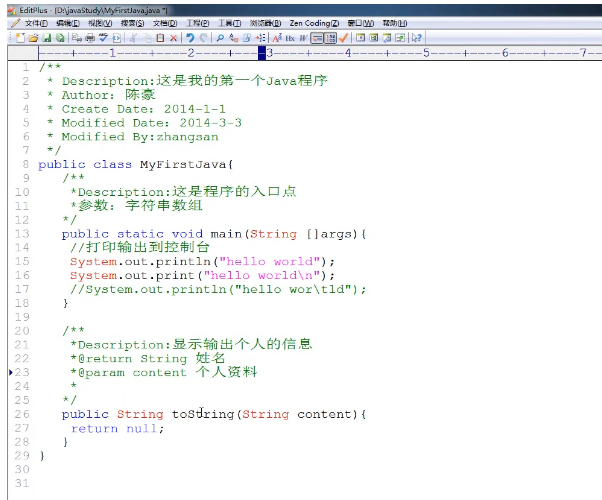 EditPlus - [D:\javaStudy\MyFirstJava.java *]
文件(F) 编辑(E) 视图(V) 搜索(S) 文档(D) 工程(P) 工具(T) 浏览器(B) Zen Coding(Z) 窗口(W) 帮助(H)
----+----1----+----2----+----3----+----4----+----5----+----6----+----7-
1 /**
2  * Description:这是我的第一个Java程序
3  * Author: 陈豪
4  * Create Date: 2014-1-1
5  * Modified Date: 2014-3-3
6  * Modified By:zhangsan
7  */
8 public class MyFirstJava{
9    /**
10     *Description:这是程序的入口点
11     *参数: 字符串数组
12    */
13    public static void main(String []args){
14     //打印输出到控制台
15     System.out.println("hello world");
16     System.out.print("hello world\n");
17     //System.out.println("hello wor\tld");
18    }
19
20    /**
21     *Description:显示输出个人的信息
22     *@return String 姓名
23     *@param content 个人资料
24     *
25    */
26    public String toString(String content){
27     return null;
28    }
29 }
30
31